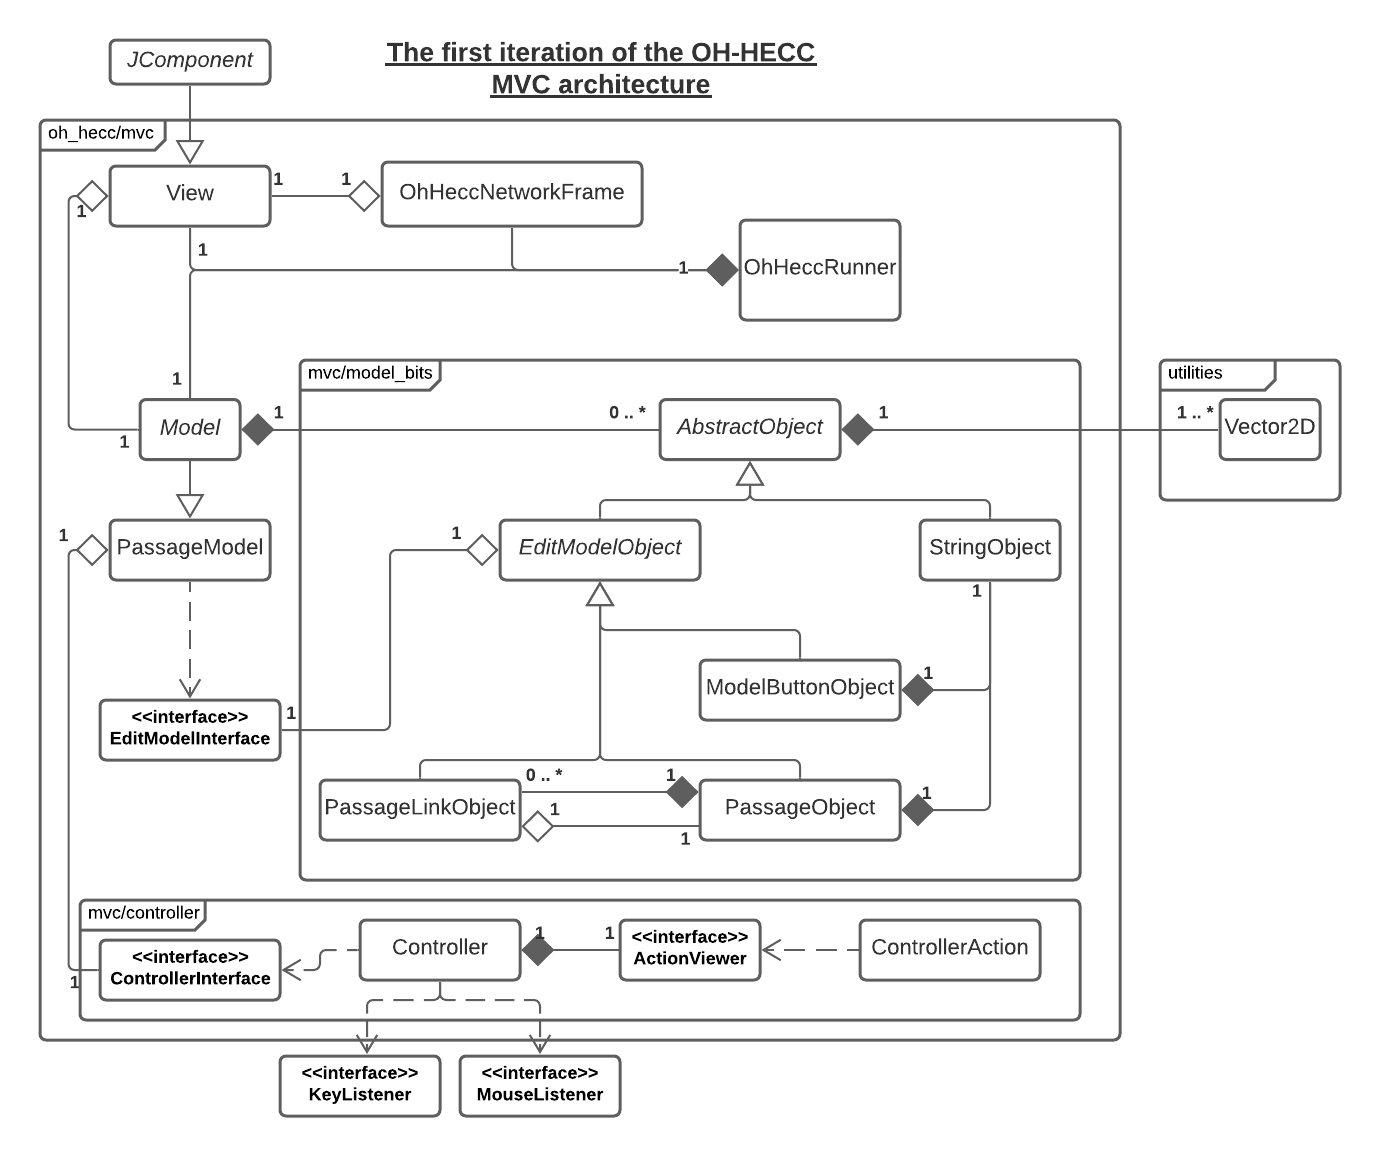 The first iteration of the OH-HECC
MVC architecture
JComponent
oh_hecc/mvc
View
1
1
1
OhHeccNetworkFrame
1
1
OhHeccRunner
1
mvc/model_bits
utilities
Model
1
1
0 .. *
AbstractObject
1
1 .. *
Vector2D
PassageModel
1
1
EditModelObject
StringObject
1
ModelButtonObject
1
<<interface>>
EditModelInterface
1
PassageLinkObject
0 .. *
1
1
1
PassageObject
1
mvc/controller
<<interface>>
ControllerInterface
1
Controller
1
1
<<interface>>
ActionViewer
ControllerAction
<<interface>>
KeyListener
<<interface>>
MouseListener